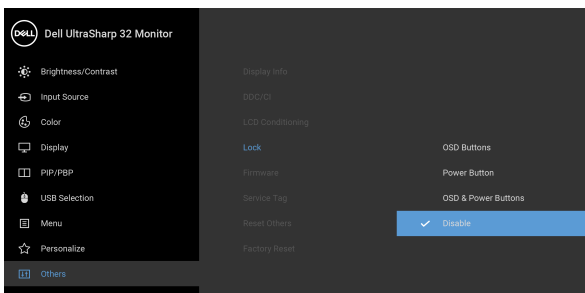 DELL
Dell UltraSharp 32 Monitor
Brightness/Contrast
Input Source
Color
Display
PIP/PBP
USB Selection
Menu
Personalize
Others
Display Info
DDC/CI
LCD Conditioning
Lock
Firmware
Service Tag
Reset Others
Factory Reset
OSD Buttons
Power Button
OSD & Power Buttons
Disable